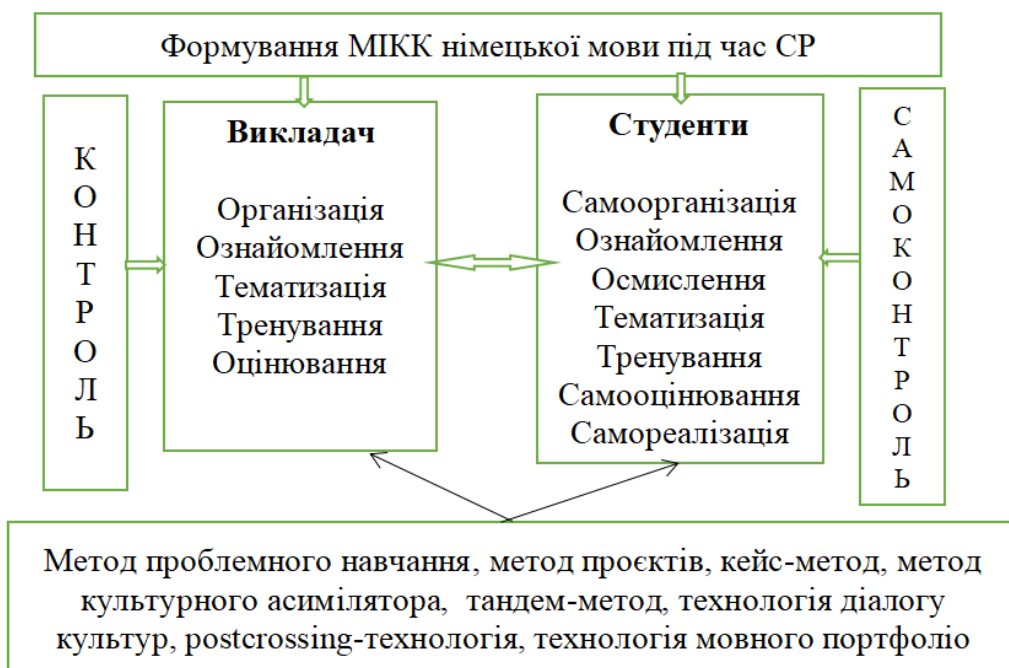 Формування МІКК німецької мови під час СР
КОНТРОЛЬ
Викладач
Організація
Ознайомлення
Тематизація
Тренування
Оцінювання
Студенти
Самоорганізація
Ознайомлення
Осмислення
Тематизація
Тренування
Самооцінювання
Самореалізація
САМОКОНТРОЛЬ
Метод проблемного навчання, метод проєктів, кейс-метод, метод
культурного асимілятора, тандем-метод, технологія діалогу
культур, postcrossing-технологія, технологія мовного портфоліо